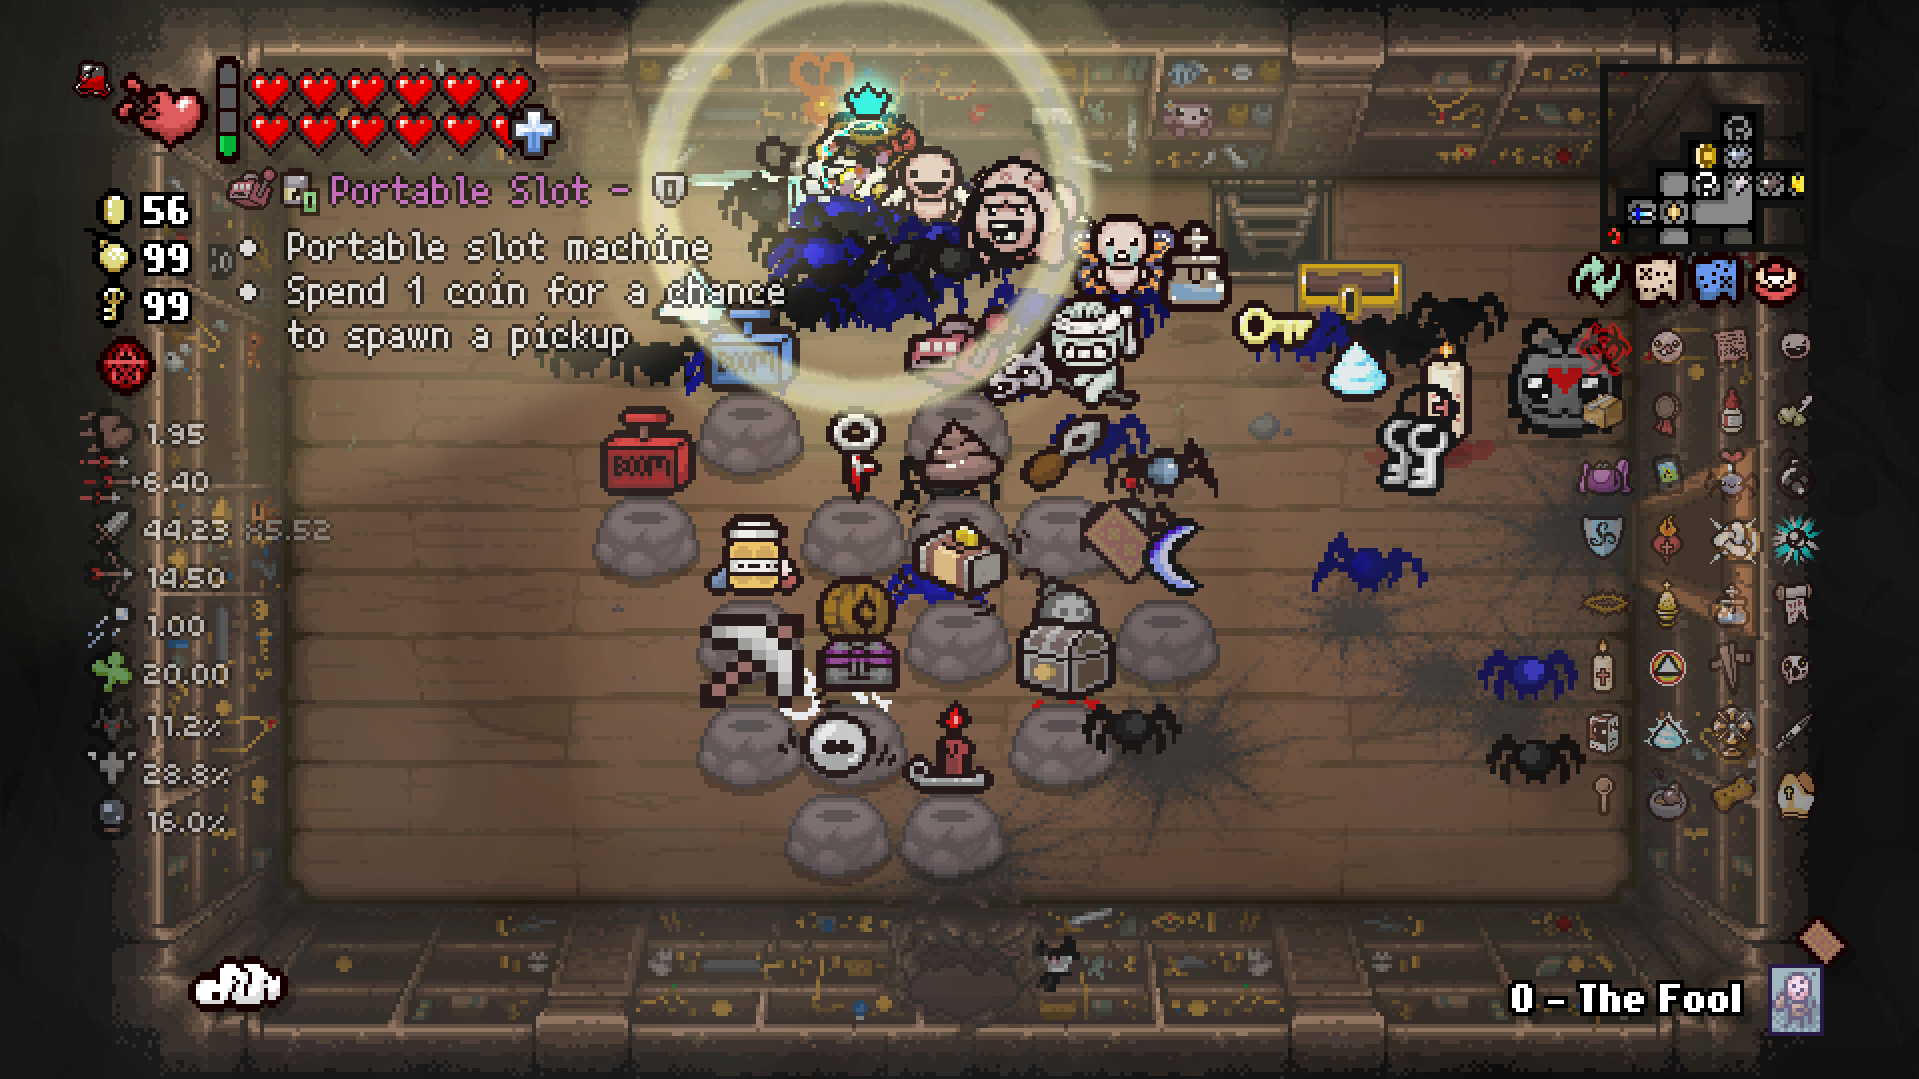 Portable Slot - 0
56
Portable slot machine
99
Spend 1 coin for a chance
99
to spawn a pickup
BOOM
BOOM
1.95
6.40
44.23 x5.52
14.50
1.00
20.00
11.2%
28.8%
16.0%
0 - The Fool